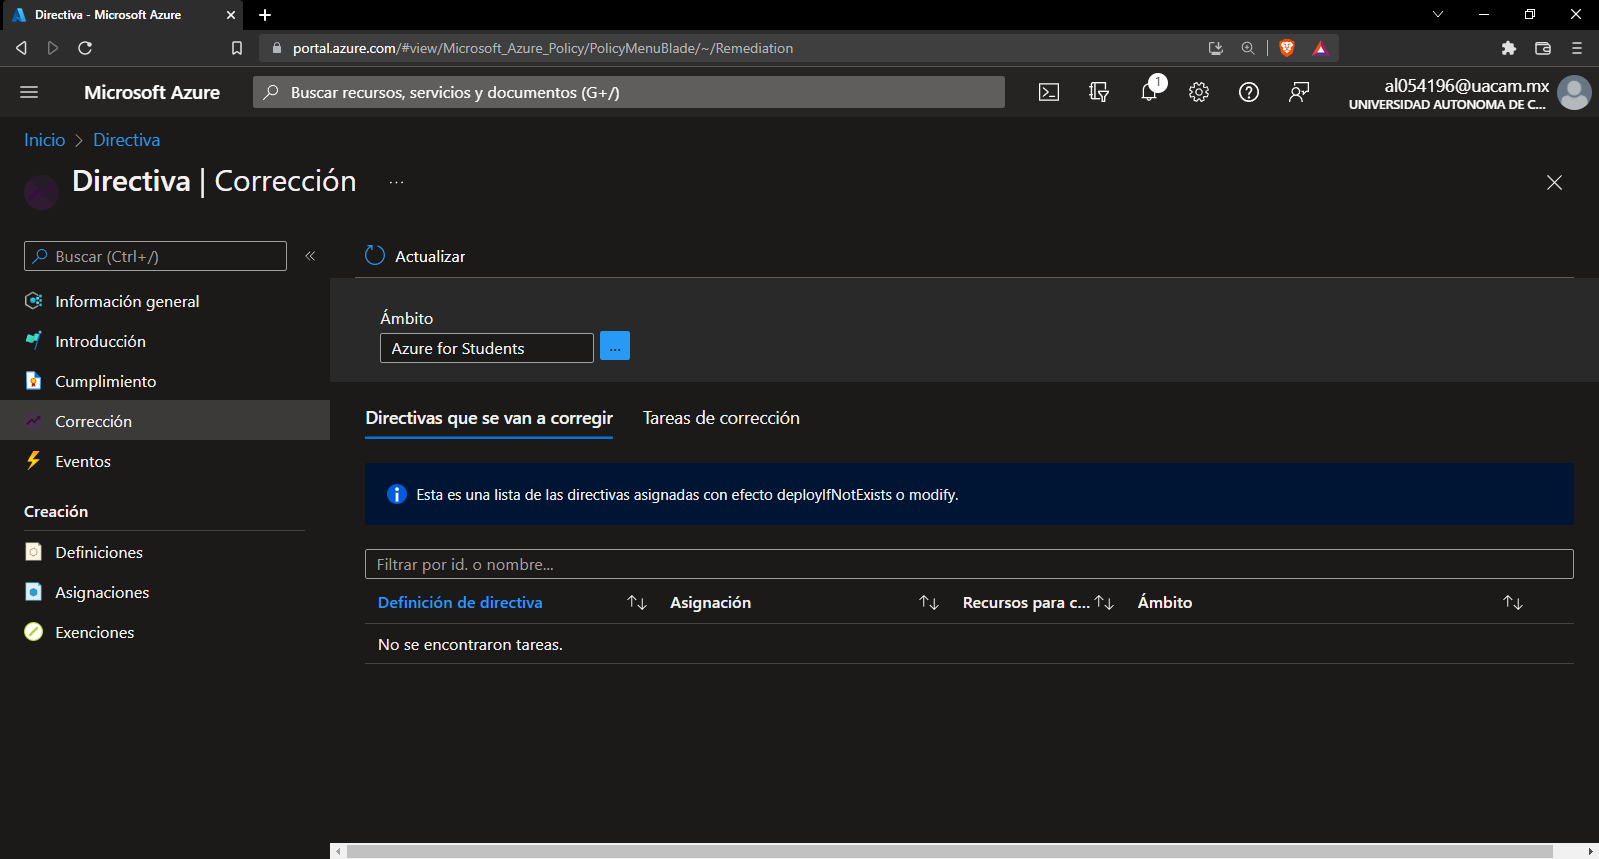 Directiva - Microsoft Azure
portal.azure.com/#view/Microsoft_Azure_Policy/PolicyMenuBlade/~/Remediation
Microsoft Azure
Buscar recursos, servicios y documentos (G+/)
1
al054196@uacam.mx
UNIVERSIDAD AUTONOMA DE C...
Inicio > Directiva
Directiva | Corrección ...
Buscar (Ctrl+/)
«
Información general
Introducción
Cumplimiento
Corrección
Eventos
Creación
Definiciones
Asignaciones
Exenciones
Actualizar
Ámbito
Azure for Students
...
Directivas que se van a corregir
Tareas de corrección
Esta es una lista de las directivas asignadas con efecto deployIfNotExists o modify.
Filtrar por id. o nombre...
Definición de directiva ↑↓ Asignación ↑↓ Recursos para c... ↑↓ Ámbito ↑↓
No se encontraron tareas.